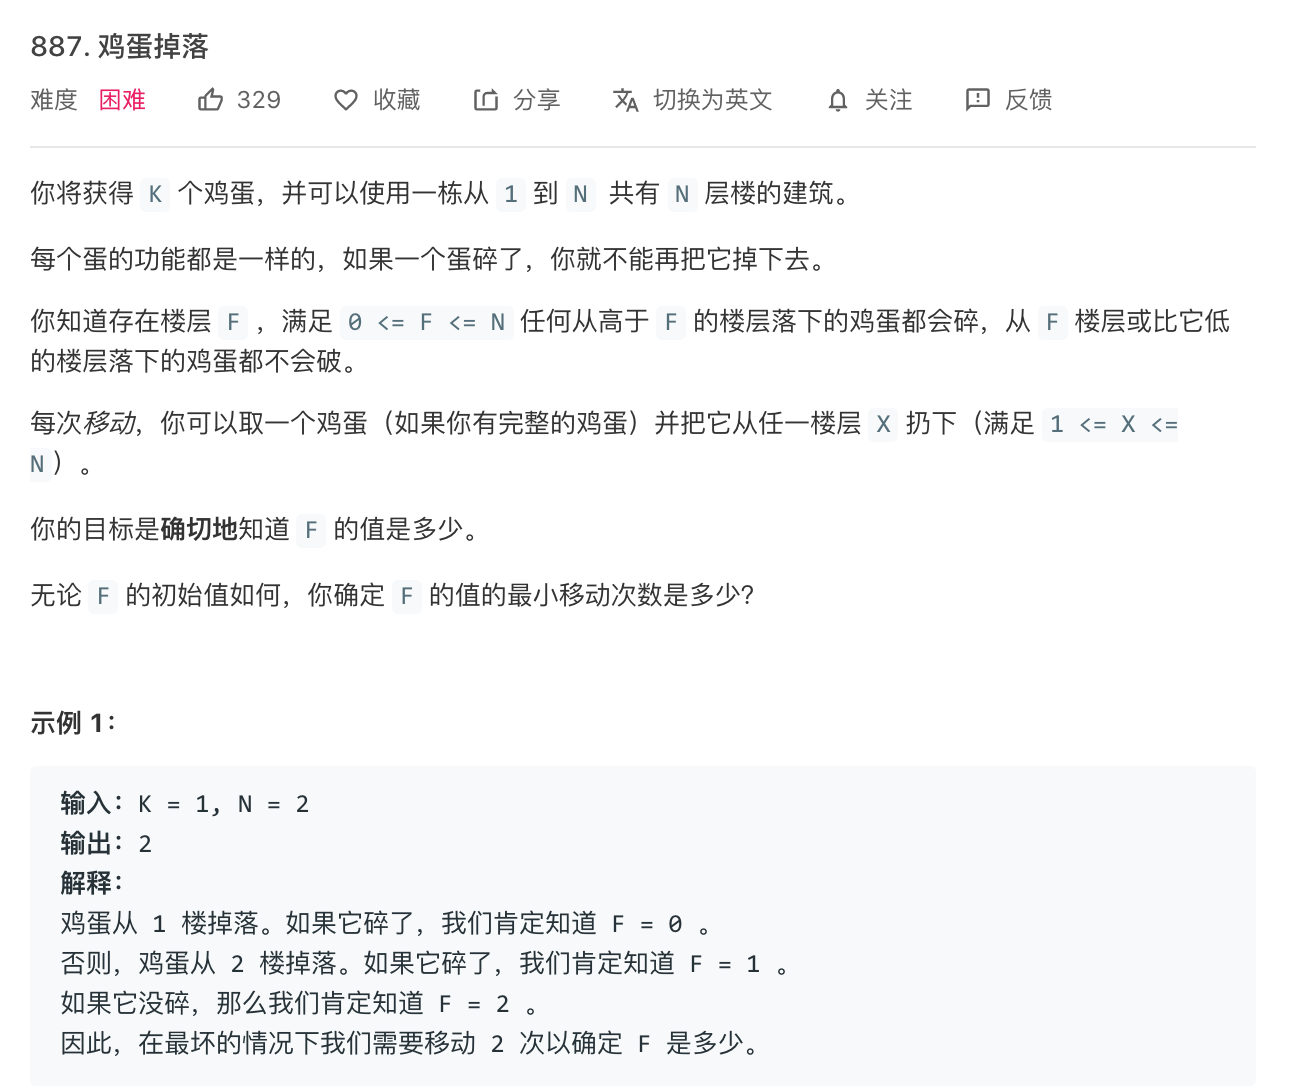 887. 鸡蛋掉落
难度 困难 329 收藏 分享 切换为英文 关注 反馈
你将获得 K 个鸡蛋，并可以使用一栋从 1 到 N 共有 N 层楼的建筑。
每个蛋的功能都是一样的，如果一个蛋碎了，你就不能再把它掉下去。
你知道存在楼层 F ，满足 0 <= F <= N 任何从高于 F 的楼层落下的鸡蛋都会碎，从 F 楼层或比它低
的楼层落下的鸡蛋都不会破。
每次移动，你可以取一个鸡蛋（如果你有完整的鸡蛋）并把它从任一楼层 X 扔下（满足 1 <= X <=
N）。
你的目标是确切地知道 F 的值是多少。
无论 F 的初始值如何，你确定 F 的值的最小移动次数是多少？
示例 1：
输入：K = 1, N = 2
输出：2
解释：
鸡蛋从 1 楼掉落。如果它碎了，我们肯定知道 F = 0 。
否则，鸡蛋从 2 楼掉落。如果它碎了，我们肯定知道 F = 1 。
如果它没碎，那么我们肯定知道 F = 2 。
因此，在最坏的情况下我们需要移动 2 次以确定 F 是多少。